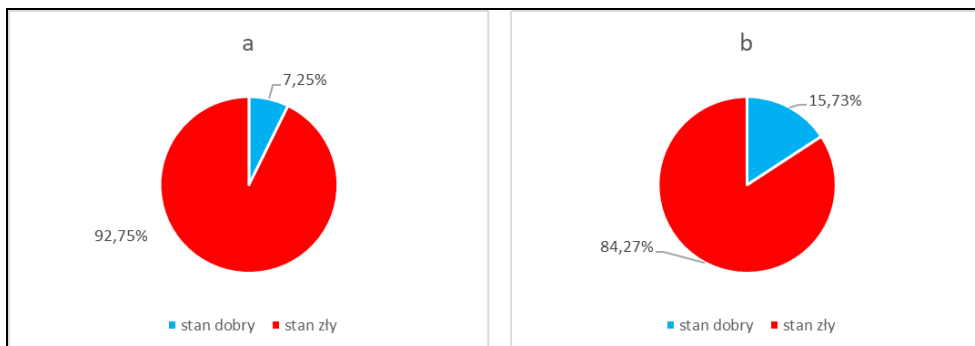 a
7,25%
92,75%
stan dobry stan zły
b
15,73%
84,27%
stan dobry stan zły